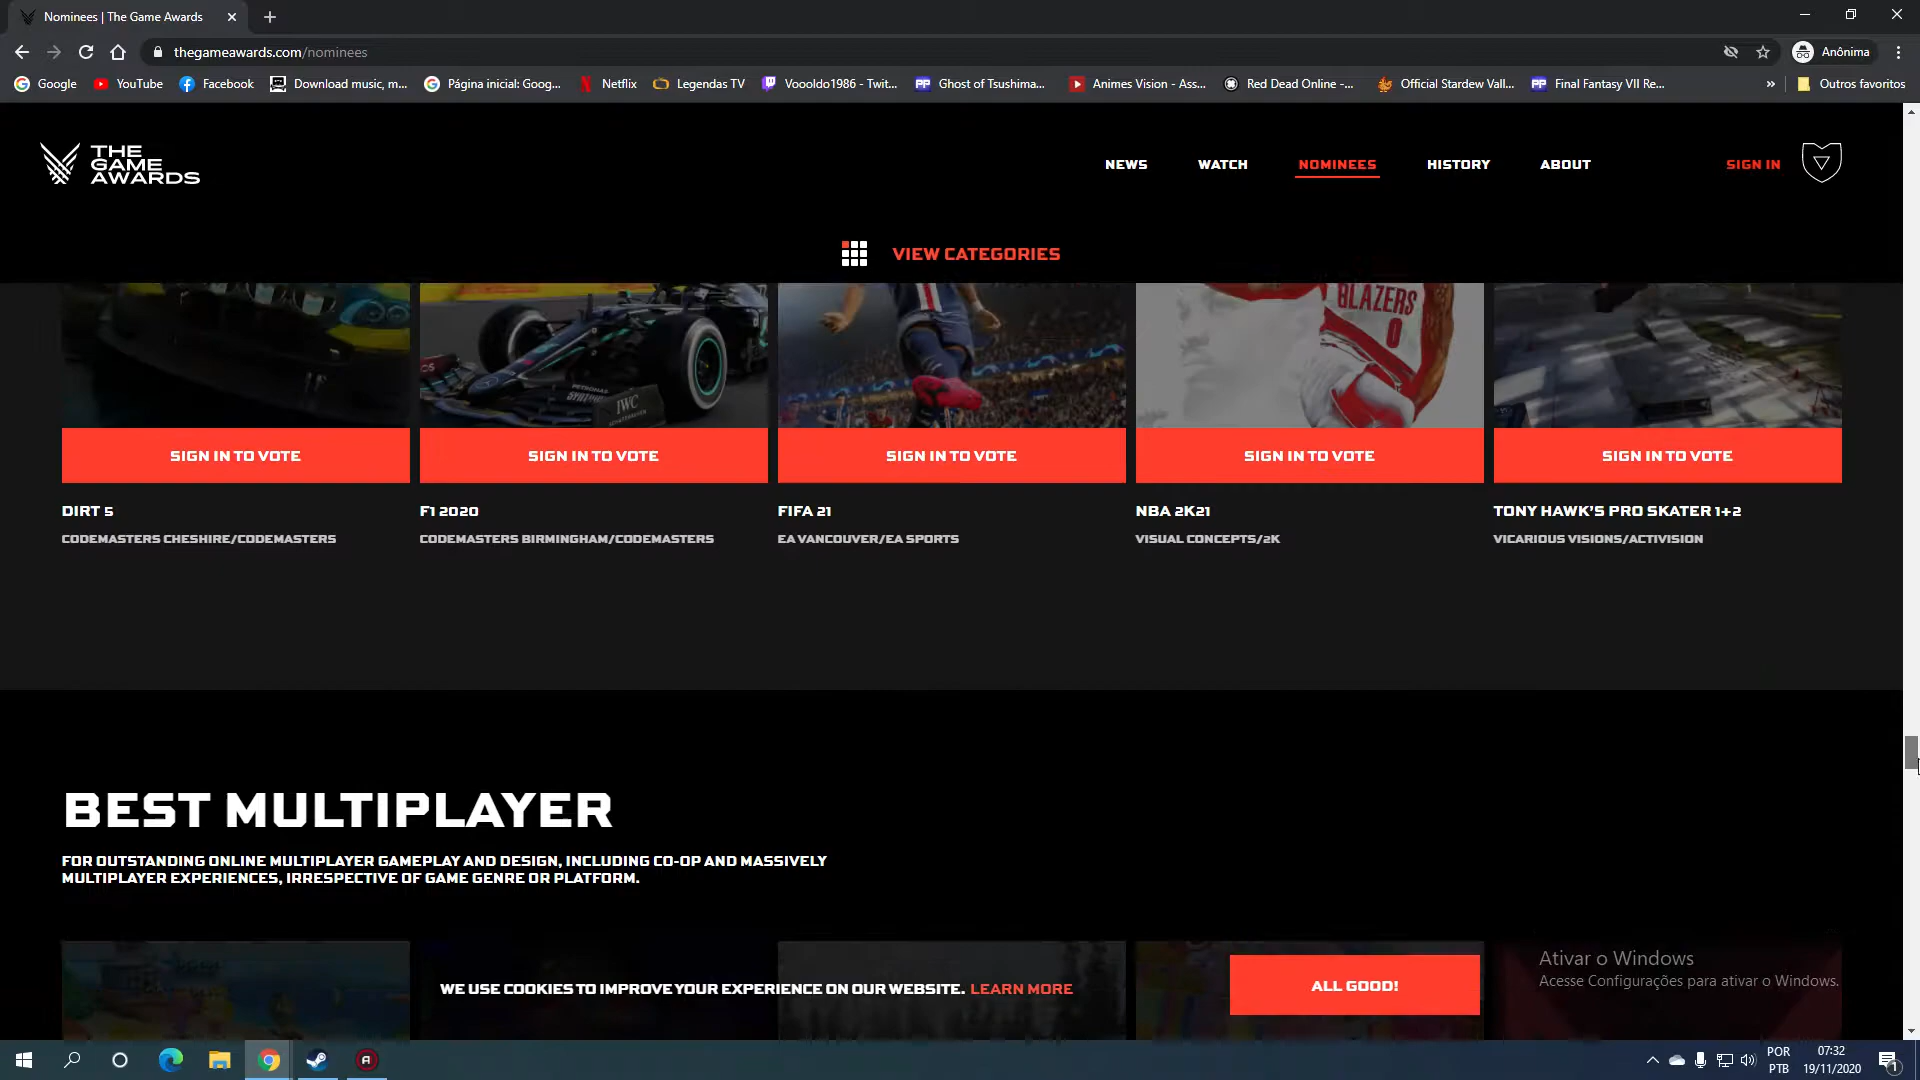 Nominees | The Game Awards
thegameawards.com/nominees
Anônima
Google
YouTube
Facebook
Download music, m...
Página inicial: Goog...
Netflix
Legendas TV
Voooldo1986 - Twit...
Ghost of Tsushima...
Animes Vision - Ass...
Red Dead Online -...
Official Stardew Vall...
Final Fantasy VII Re...
»
Outros favoritos
THE
GAME
AWARDS
NEWS
WATCH
NOMINEES
HISTORY
ABOUT
SIGN IN
VIEW CATEGORIES
BLAZERS
0
IWC
SIGN IN TO VOTE
SIGN IN TO VOTE
SIGN IN TO VOTE
SIGN IN TO VOTE
SIGN IN TO VOTE
DIRT 5
F1 2020
FIFA 21
NBA 2K21
TONY HAWK'S PRO SKATER 1+2
CODEMASTERS CHESHIRE/CODEMASTERS
CODEMASTERS BIRMINGHAM/CODEMASTERS
EA VANCOUVER/EA SPORTS
VISUAL CONCEPTS/2K
VICARIOUS VISIONS/ACTIVISION
BEST MULTIPLAYER
FOR OUTSTANDING ONLINE MULTIPLAYER GAMEPLAY AND DESIGN, INCLUDING CO-OP AND MASSIVELY
MULTIPLAYER EXPERIENCES, IRRESPECTIVE OF GAME GENRE OR PLATFORM.
WE USE COOKIES TO IMPROVE YOUR EXPERIENCE ON OUR WEBSITE. LEARN MORE
ALL GOOD!
Ativar o Windows
Acesse Configurações para ativar o Windows.
POR
PTB
07:32
19/11/2020
1